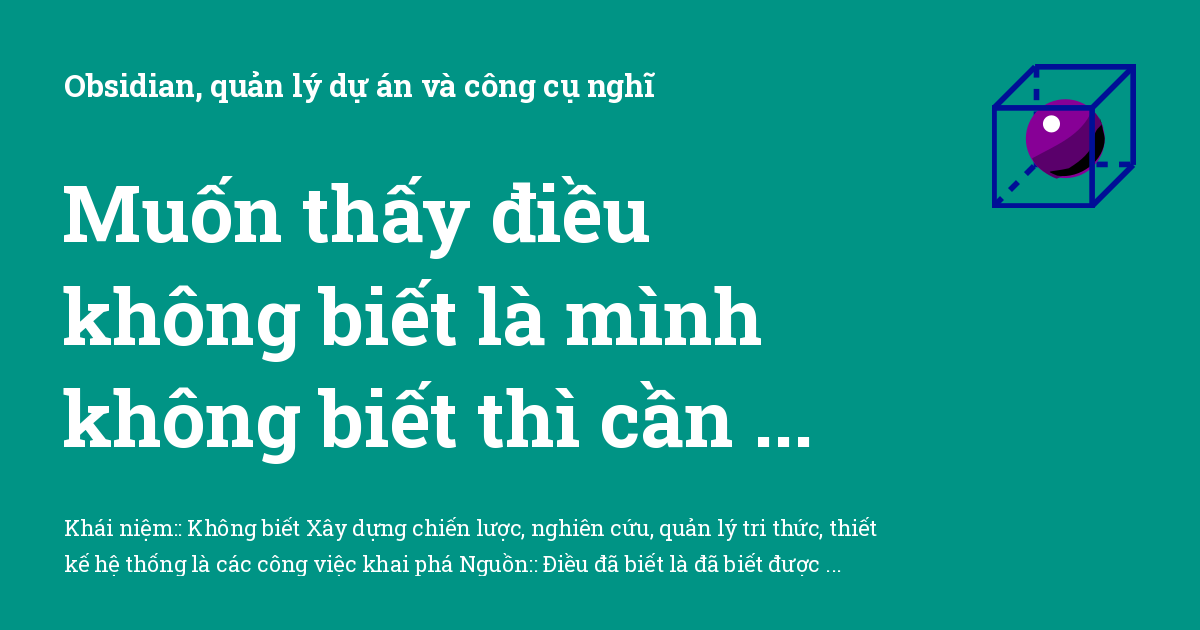 Obsidian, quản lý dự án và công cụ nghĩ
Muốn thấy điều
không biết là mình
không biết thì cần ...
Khái niệm:: Không biết Xây dựng chiến lược, nghiên cứu, quản lý tri thức, thiết
kế hệ thống là các công việc khai phá Nguồn:: Điều đã biết là đã biết được ...